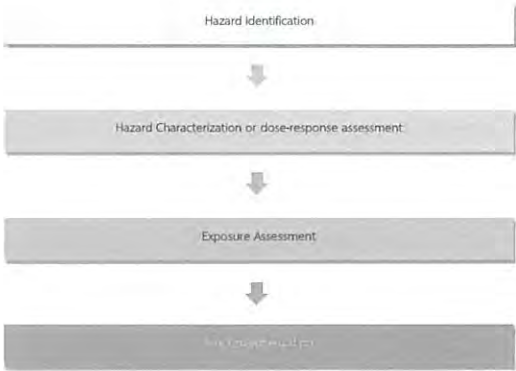 Hazard identification
Hazard Characterization or dose-response assessment
Exposure Assessment